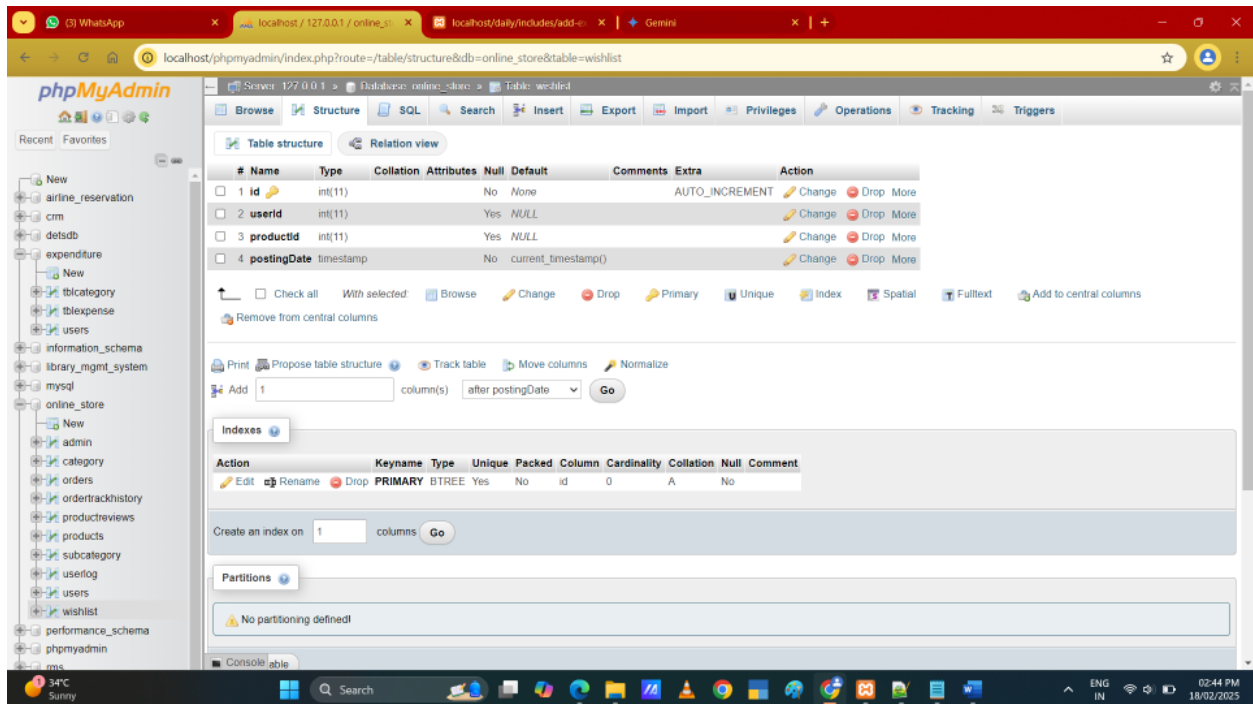 (3) WhatsApp
localhost / 127.0.0.1 / online_st
localhost/daily/includes/add-e
Gemini
localhost/phpmyadmin/index.php?route=/table/structure&db=online_store&table=wishlist
phpMyAdmin
Recent Favorites
New
airline_reservation
crm
detsdb
expenditure
New
tblcategory
tblexpense
users
information_schema
library_mgmt_system
mysql
online_store
New
admin
category
orders
ordertrackhistory
productreviews
products
subcategory
userlog
users
wishlist
performance_schema
phpmyadmin
rms
Server: 127.0.0.1 » Database: online_store » Table: wishlist
Browse Structure SQL Search Insert Export Import Privileges Operations Tracking Triggers
Table structure Relation view
# Name Type Collation Attributes Null Default Comments Extra Action
1 id int(11) No None AUTO_INCREMENT Change Drop More
2 userId int(11) Yes NULL Change Drop More
3 productId int(11) Yes NULL Change Drop More
4 postingDate timestamp No current_timestamp() Change Drop More
Check all With selected: Browse Change Drop Primary Unique Index Spatial Fulltext Add to central columns
Remove from central columns
Print Propose table structure Track table Move columns Normalize
Add 1 column(s) after postingDate Go
Indexes
Action Keyname Type Unique Packed Column Cardinality Collation Null Comment
Edit Rename Drop PRIMARY BTREE Yes No id 0 A No
Create an index on 1 columns Go
Partitions
No partitioning defined!
Console able
34°C
Sunny
Search
ENG
IN
02:44 PM
18/02/2025